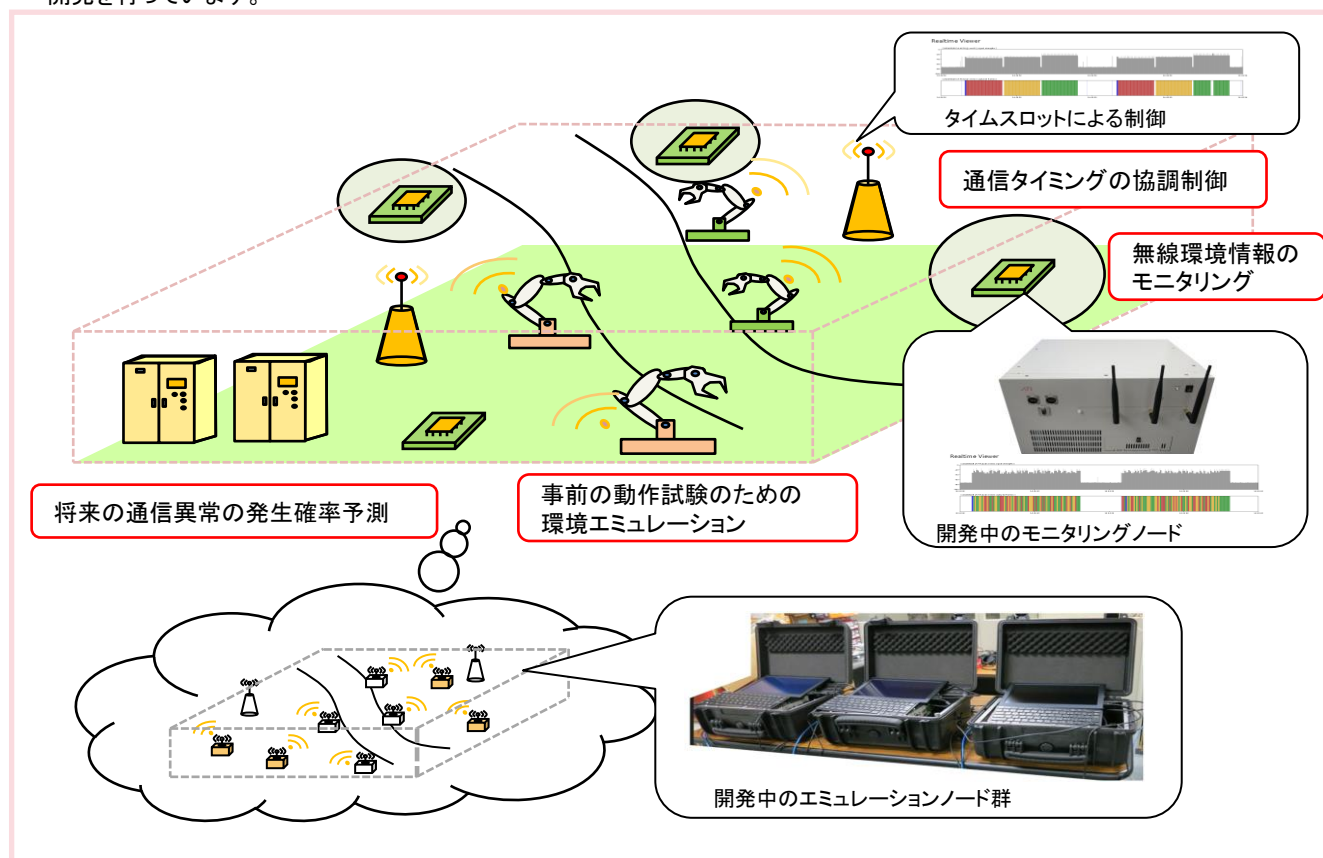 開発を行っています。
Realtime Viewer
タイムスロットによる制御
通信タイミングの協調制御
無線環境情報の
モニタリング
Realtime Viewer
開発中のモニタリングノード
将来の通信異常の発生確率予測
事前の動作試験のための
環境エミュレーション
開発中のエミュレーションノード群